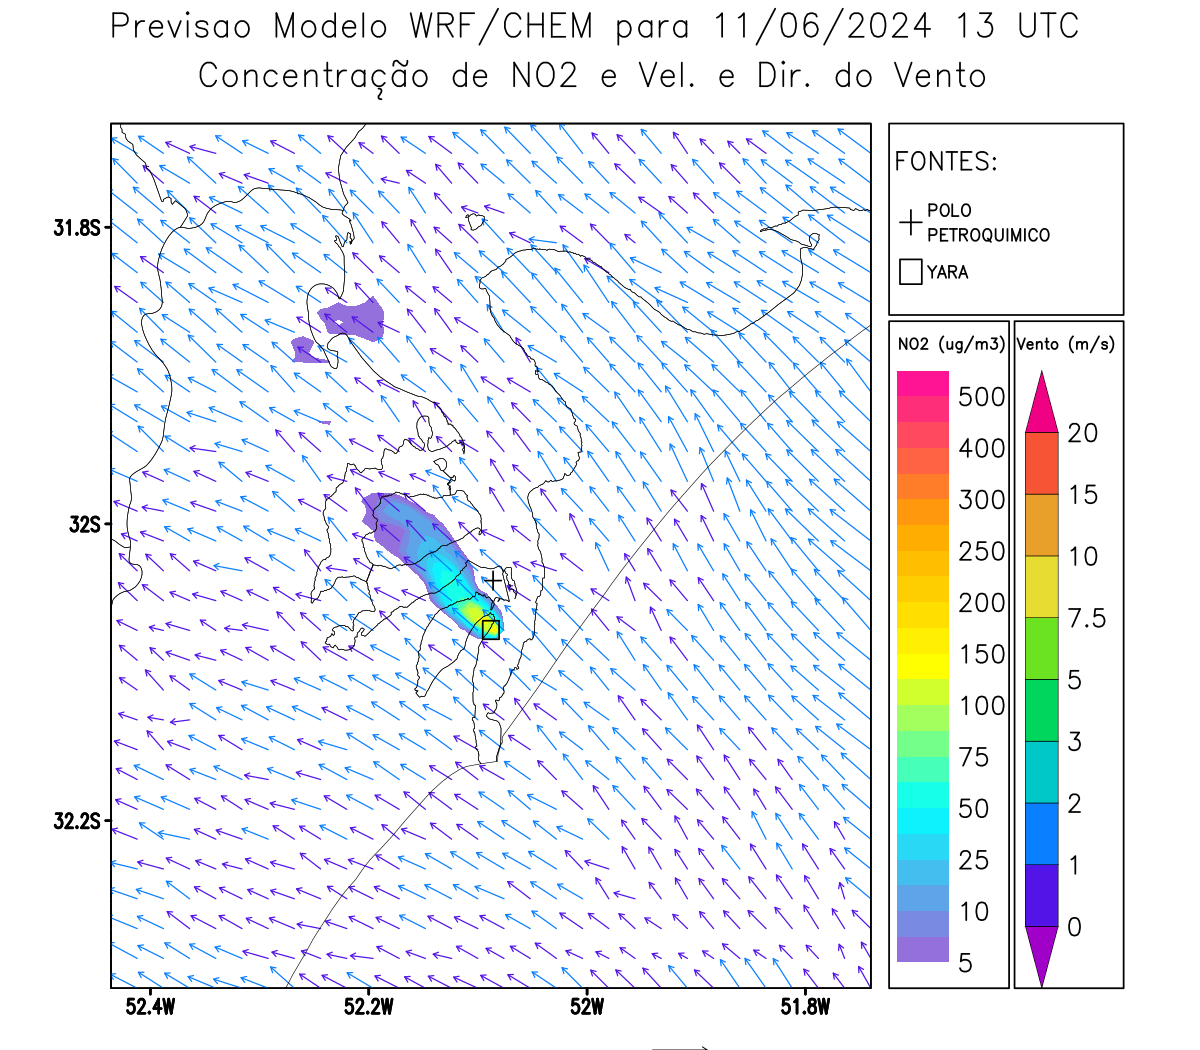 Previsao Modelo WRF/CHEM para 11/06/2024 13 UTC
Concentração de NO2 e Vel. e Dir. do Vento
FONTES:
POLO
PETROQUIMICO
YARA
NO2 (ug/m3)
500
400
300
250
200
150
100
75
50
25
10
5
Vento (m/s)
20
15
10
7.5
5
3
2
1
0
31.8S
32S
32.2S
52.4W
52.2W
52W
51.8W